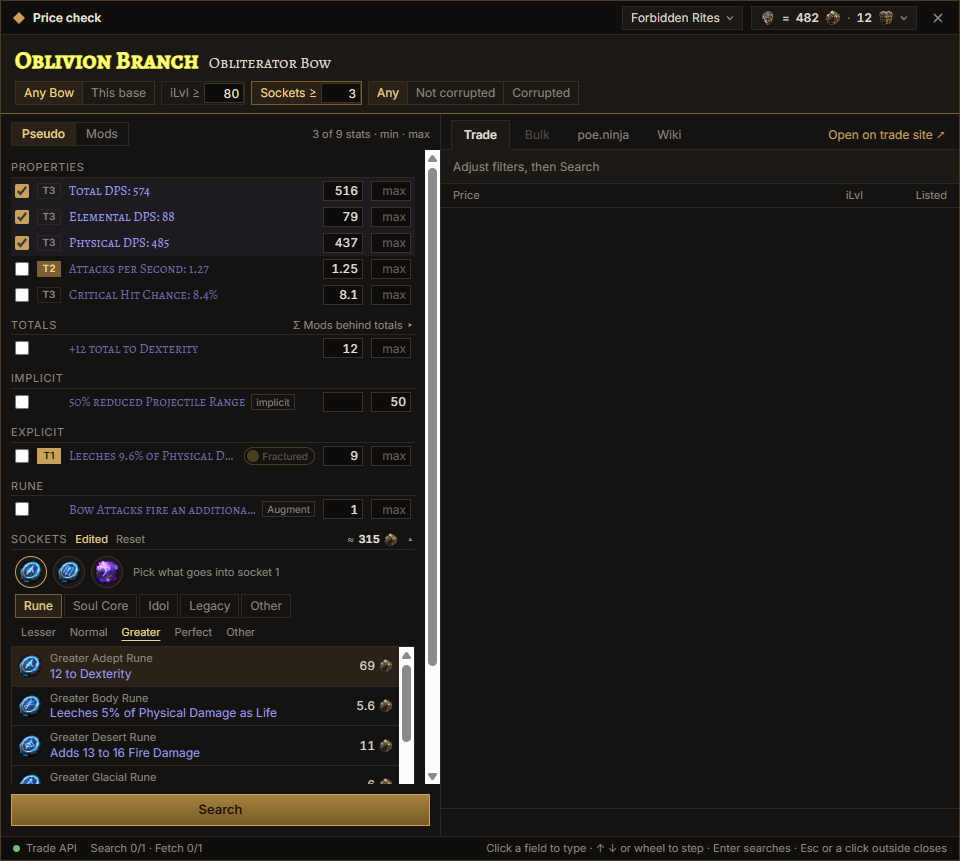 Price check
Forbidden Rites
= 482 · 12
Oblivion Branch Obliterator Bow
Any Bow This base iLvl ≥ 80 Sockets ≥ 3 Any Not corrupted Corrupted
Pseudo Mods 3 of 9 stats · min · max
PROPERTIES
T3 Total DPS: 574 516 max
T3 Elemental DPS: 88 79 max
T3 Physical DPS: 485 437 max
T2 Attacks per Second: 1.27 1.25 max
T3 Critical Hit Chance: 8.4% 8.1 max
TOTALS Σ Mods behind totals
+12 total to Dexterity 12 max
IMPLICIT
50% reduced Projectile Range implicit 50
EXPLICIT
T1 Leeches 9.6% of Physical D... Fractured 9 max
RUNE
Bow Attacks fire an additiona... Augment 1 max
SOCKETS Edited Reset ≈ 315
Pick what goes into socket 1
Rune Soul Core Idol Legacy Other
Lesser Normal Greater Perfect Other
Greater Adept Rune
12 to Dexterity 69
Greater Body Rune
Leeches 5% of Physical Damage as Life 5.6
Greater Desert Rune
Adds 13 to 16 Fire Damage 11
Greater Glacial Rune
Search
Trade Bulk poe.ninja Wiki Open on trade site ↗
Adjust filters, then Search
Price iLvl Listed
Trade API Search 0/1 · Fetch 0/1
Click a field to type · ↑ ↓ or wheel to step · Enter searches · Esc or a click outside closes